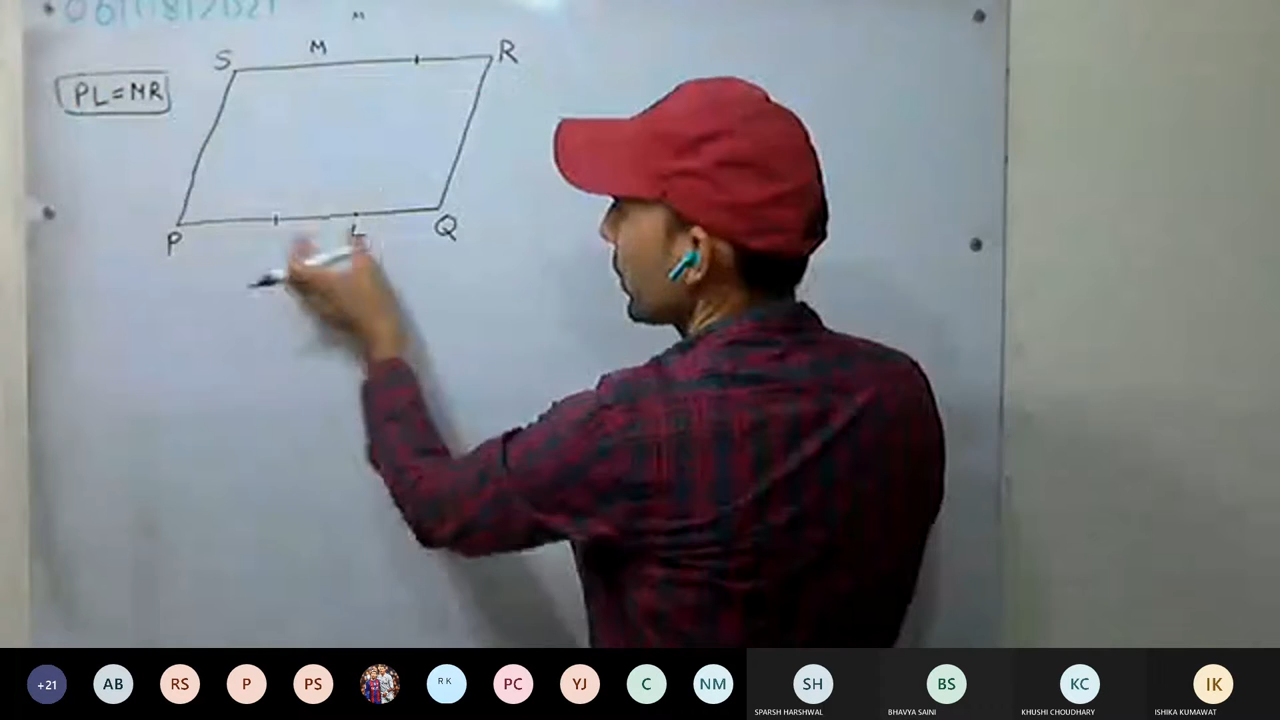 M
S M R
PL=MR
P L Q
+21 AB RS P PS RK PC YJ C NM SH BS KC IK
SPARSH HARSHWAL BHAVYA SAINI KHUSHI CHOUDHARY ISHIKA KUMAWAT